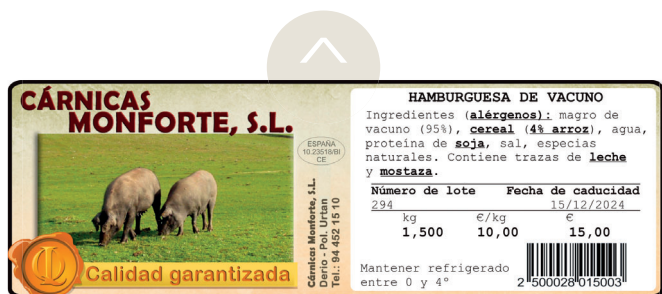 CÁRNICAS
MONFORTE, S.L.
ESPAÑA
10.23518/BI
CE
Cárnicas Monforte, S.L.
Derio - Pol. Urtan
Tel.: 94 452 15 10
Calidad garantizada
HAMBURGUESA DE VACUNO
Ingredientes (alérgenos): magro de
vacuno (95%), cereal (4% arroz), agua,
proteína de soja, sal, especias
naturales. Contiene trazas de leche
y mostaza.
Número de lote Fecha de caducidad
294 15/12/2024
kg €/kg €
1,500 10,00 15,00
Mantener refrigerado
entre 0 y 4°
2 500028 015003